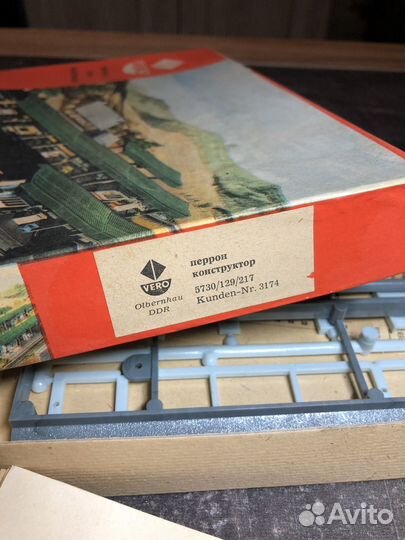 VERO
Olbernhau
DDR
перрон
конструктор
5730/129/217
Kunden-Nr. 3174
Avito